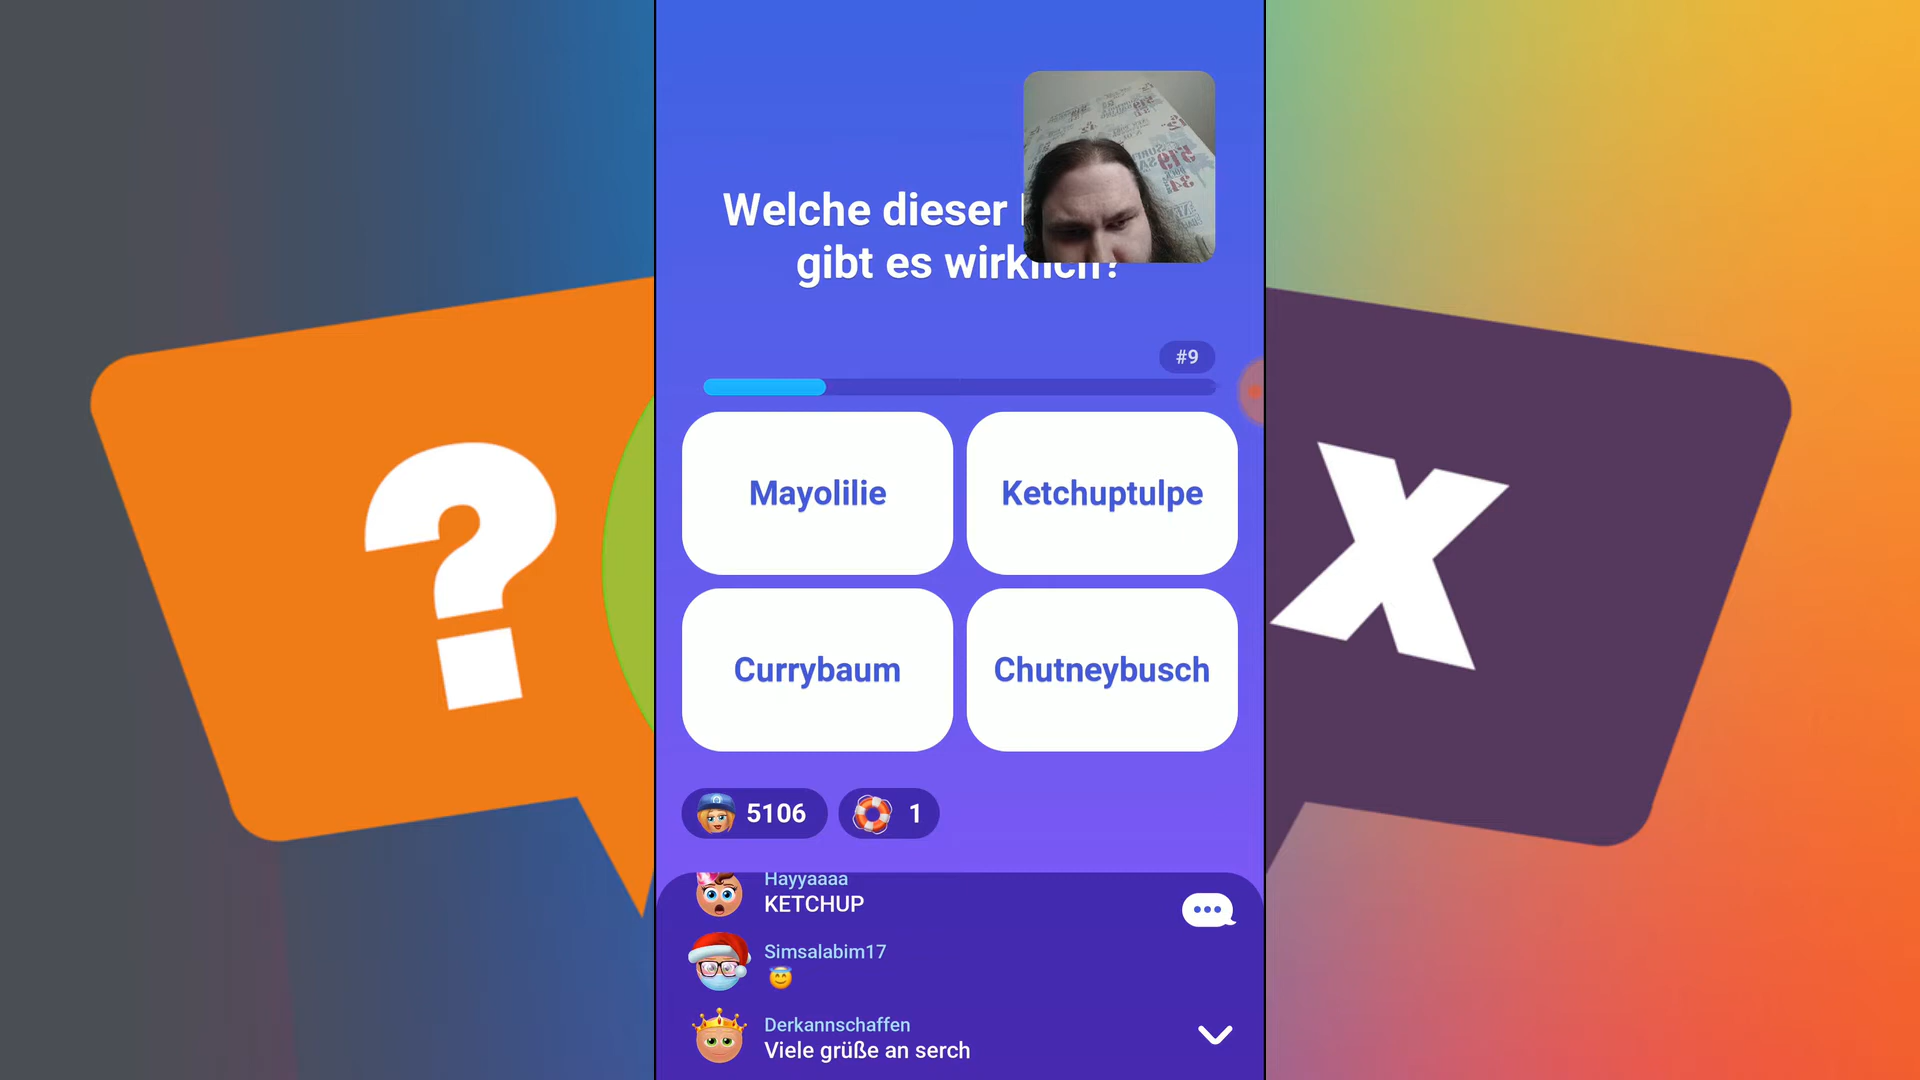 Welche dieser
gibt es wirklich?
#9
Mayolilie
Ketchuptulpe
Currybaum
Chutneybusch
5106
1
Hayyaaaa
KETCHUP
Simsalabim17
Derkannschaffen
Viele grüße an serch
?
X